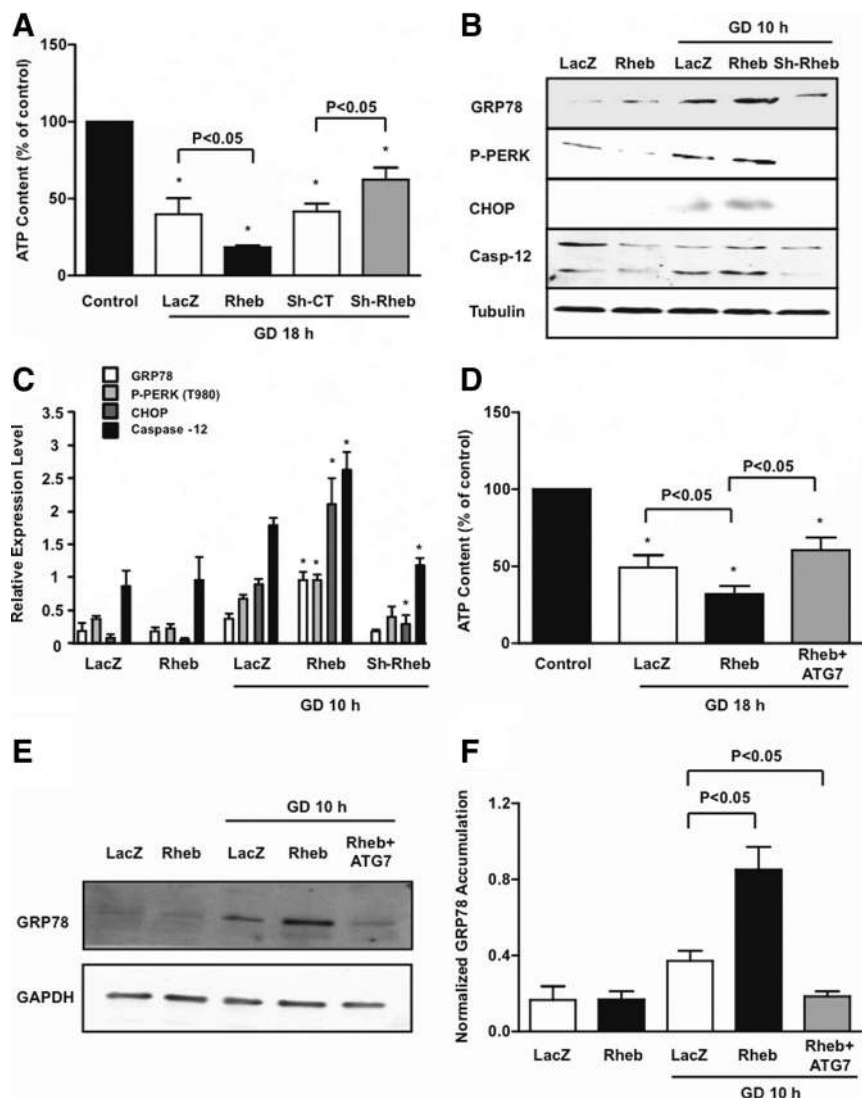 A
ATP Content (% of control)
150
100
50
0
P<0.05
P<0.05
*
*
*
*
Control
LacZ
Rheb
Sh-CT
Sh-Rheb
GD 18 h
B
GD 10 h
LacZ
Rheb
LacZ
Rheb
Sh-Rheb
GRP78
P-PERK
CHOP
Casp-12
Tubulin
C
GRP78
P-PERK (T980)
CHOP
Caspase -12
Relative Expression Level
3.5
3
2.5
2
1.5
1
0.5
0
* *
*
*
*
*
LacZ
Rheb
LacZ
Rheb
Sh-Rheb
GD 10 h
D
ATP Content (% of control)
150
100
50
0
P<0.05
P<0.05
*
*
*
Control
LacZ
Rheb
Rheb+
ATG7
GD 18 h
E
GD 10 h
LacZ
Rheb
LacZ
Rheb
Rheb+
ATG7
GRP78
GAPDH
F
Normalized GRP78 Accumulation
1.2
0.8
0.4
0.0
P<0.05
P<0.05
LacZ
Rheb
LacZ
Rheb
Rheb+
ATG7
GD 10 h